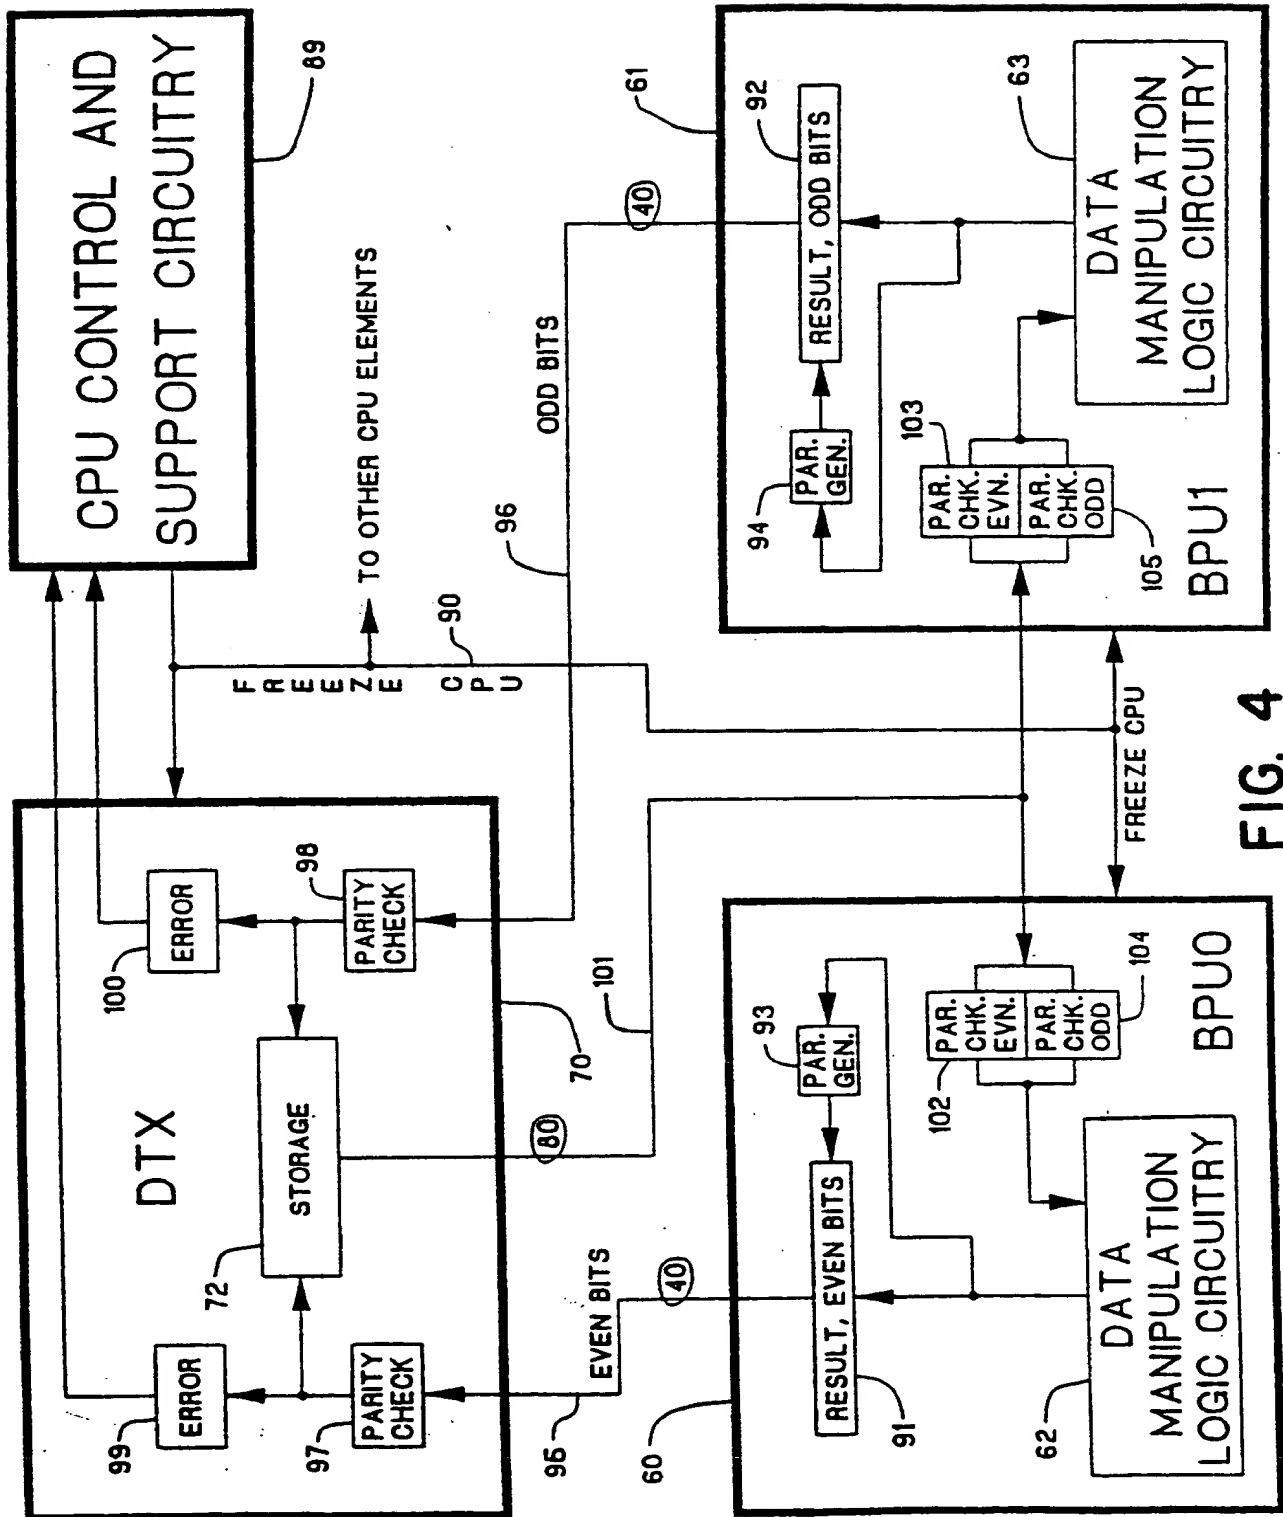 CPU CONTROL AND
SUPPORT CIRCUITRY
89
DTX
99
ERROR
97
PARITY
CHECK
72
STORAGE
100
ERROR
98
PARITY
CHECK
70
FREEZE CPU
TO OTHER CPU ELEMENTS
90
96
ODD BITS
95
EVEN BITS
40
80
101
40
60
61
RESULT, EVEN BITS
91
93
PAR.
GEN.
102
PAR.
CHK.
EVN.
PAR.
CHK.
ODD
104
62
DATA
MANIPULATION
LOGIC CIRCUITRY
BPU0
FREEZE CPU
94
PAR.
GEN.
RESULT, ODD BITS
92
103
PAR.
CHK.
EVN.
PAR.
CHK.
ODD
105
63
DATA
MANIPULATION
LOGIC CIRCUITRY
BPU1
FIG. 4